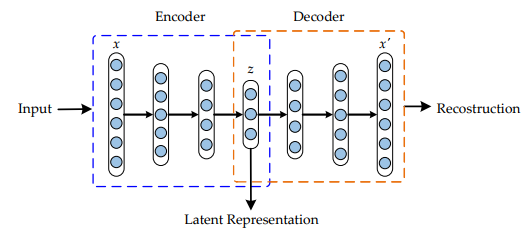 Encoder
Decoder
x
x′
z
Input
Recostruction
Latent Representation